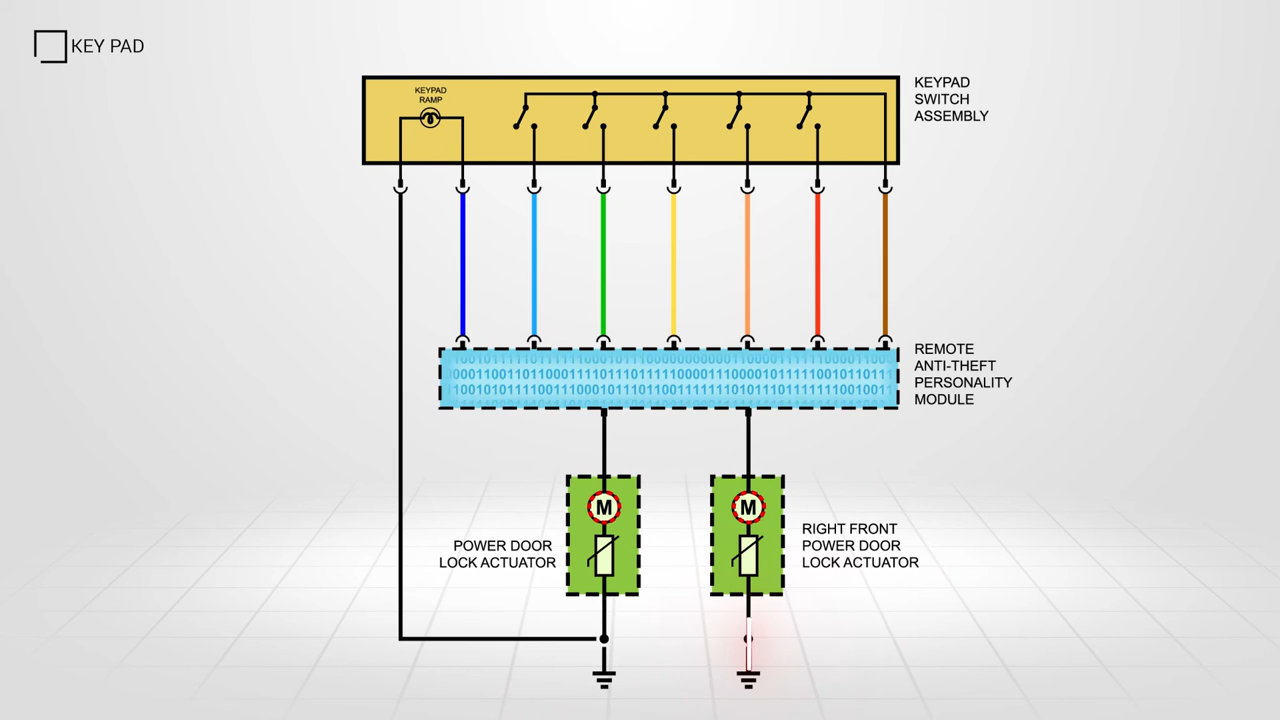 KEY PAD
KEYPAD
RAMP
KEYPAD
SWITCH
ASSEMBLY
REMOTE
ANTI-THEFT
PERSONALITY
MODULE
M
M
POWER DOOR
LOCK ACTUATOR
RIGHT FRONT
POWER DOOR
LOCK ACTUATOR